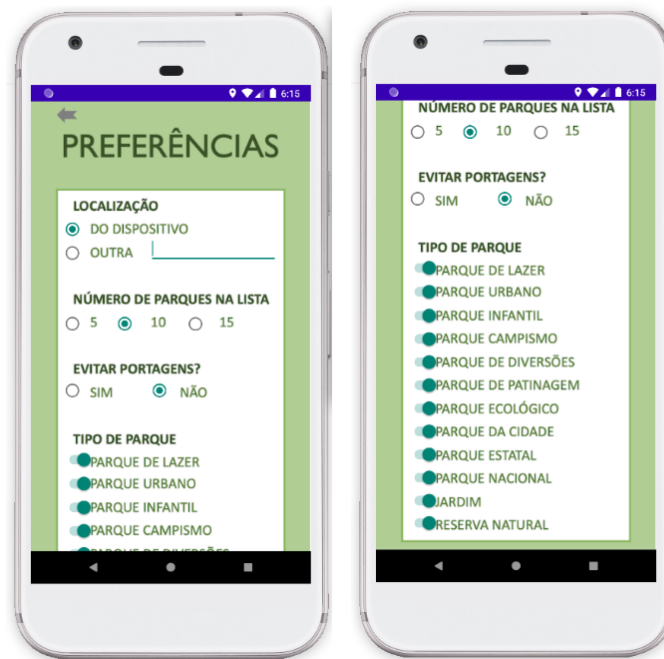 6:15
PREFERÊNCIAS
LOCALIZAÇÃO
DO DISPOSITIVO
OUTRA
NÚMERO DE PARQUES NA LISTA
5 10 15
EVITAR PORTAGENS?
SIM NÃO
TIPO DE PARQUE
PARQUE DE LAZER
PARQUE URBANO
PARQUE INFANTIL
PARQUE CAMPISMO
PARQUE DE DIVERSÕES
6:15
NÚMERO DE PARQUES NA LISTA
5 10 15
EVITAR PORTAGENS?
SIM NÃO
TIPO DE PARQUE
PARQUE DE LAZER
PARQUE URBANO
PARQUE INFANTIL
PARQUE CAMPISMO
PARQUE DE DIVERSÕES
PARQUE DE PATINAGEM
PARQUE ECOLÓGICO
PARQUE DA CIDADE
PARQUE ESTATAL
PARQUE NACIONAL
JARDIM
RESERVA NATURAL